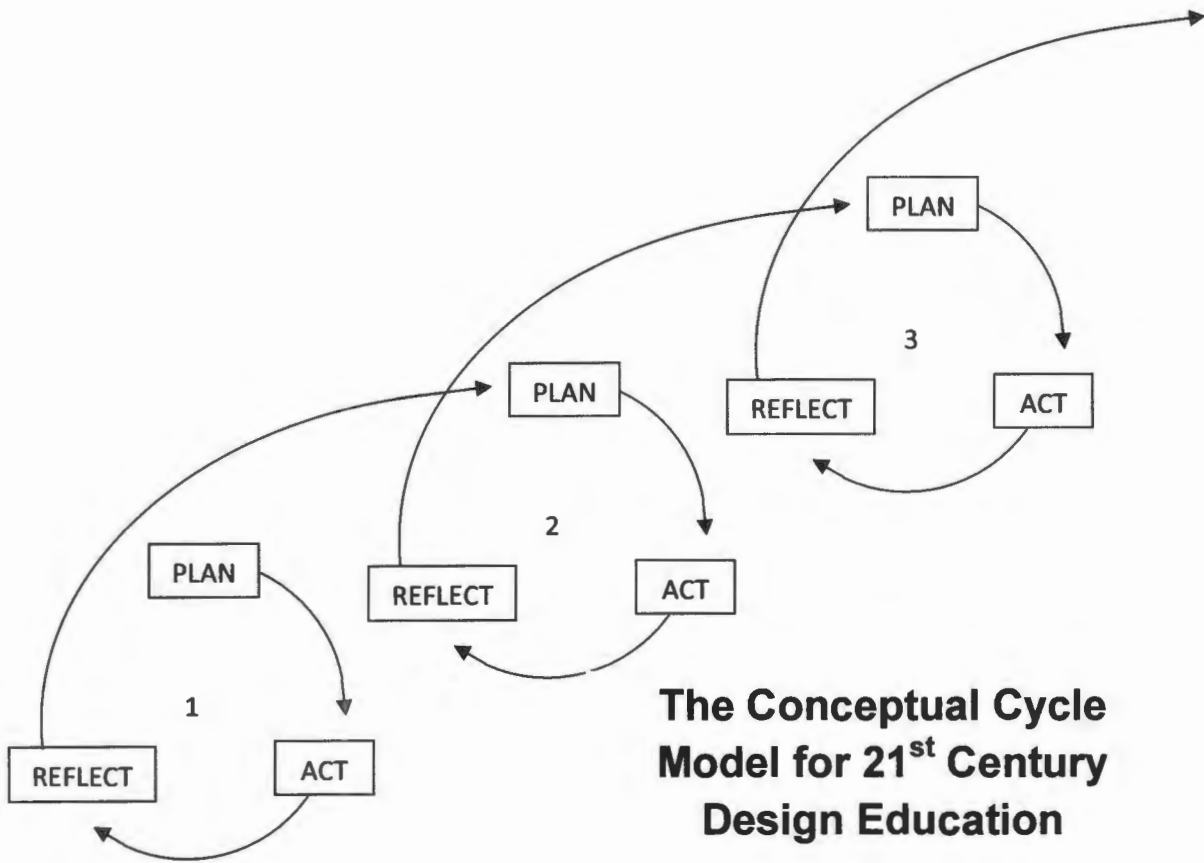 PLAN
3
REFLECT
ACT
PLAN
2
REFLECT
ACT
PLAN
1
REFLECT
ACT
The Conceptual Cycle
Model for 21st Century
Design Education